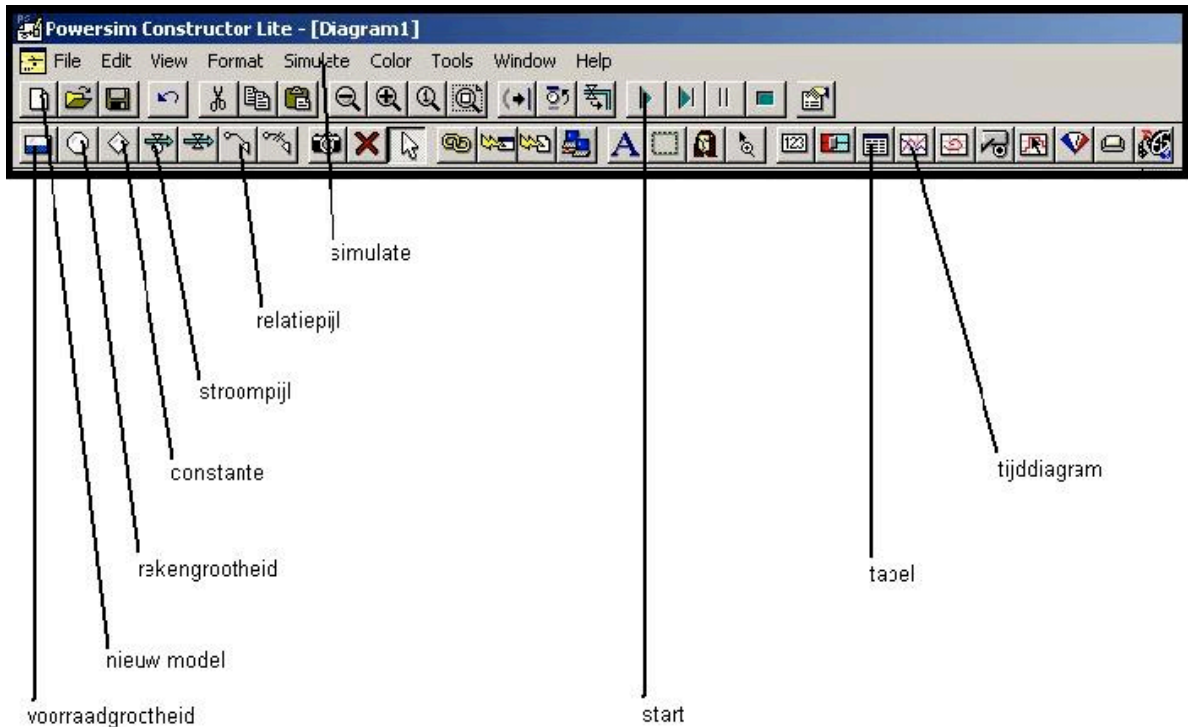 Powersim Constructor Lite - [Diagram1]
File Edit View Format Simulate Color Tools Window Help
A 123
simulate
relatiepijl
stroompijl
constante
tijddiagram
rekengrootheid
tabel
nieuw model
voorraadgrootheid
start